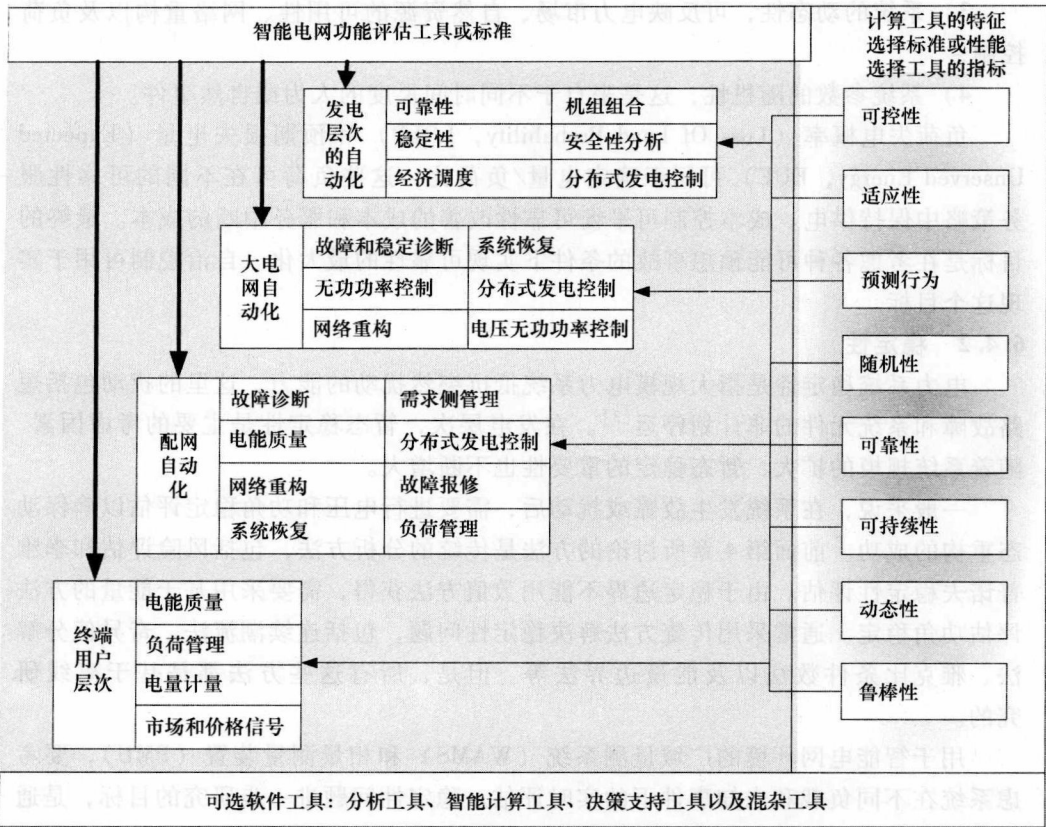 智能电网功能评估工具或标准
计算工具的特征
选择标准或性能
选择工具的指标
发电
层次
的自
动化
可靠性
机组组合
稳定性
安全性分析
经济调度
分布式发电控制
大电
网自
动化
故障和稳定诊断
系统恢复
无功功率控制
分布式发电控制
网络重构
电压无功功率控制
配网
自动
化
故障诊断
需求侧管理
电能质量
分布式发电控制
网络重构
故障报修
系统恢复
负荷管理
终端
用户
层次
电能质量
负荷管理
电量计量
市场和价格信号
可控性
适应性
预测行为
随机性
可靠性
可持续性
动态性
鲁棒性
可选软件工具：分析工具、智能计算工具、决策支持工具以及混杂工具